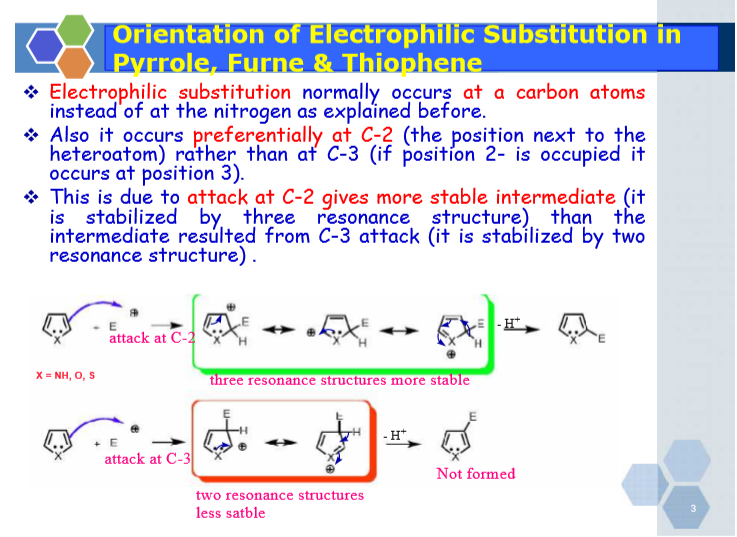 Orientation of Electrophilic Substitution in
Pyrrole, Furne & Thiophene
❖ Electrophilic substitution normally occurs at a carbon atoms
instead of at the nitrogen as explained before.
❖ Also it occurs preferentially at C-2 (the position next to the
heteroatom) rather than at C-3 (if position 2- is occupied it
occurs at position 3).
❖ This is due to attack at C-2 gives more stable intermediate (it
is stabilized by three resonance structure) than the
intermediate resulted from C-3 attack (it is stabilized by two
resonance structure) .
X + E ⊕ attack at C-2 ⊕ E X H ⊕ E X H E X H ⊕ - H⁺ X E
X = NH, O, S
three resonance structures more stable
X + E ⊕ attack at C-3 E H X ⊕ E H X ⊕ - H⁺ E X
Not formed
two resonance structures
less satble
3